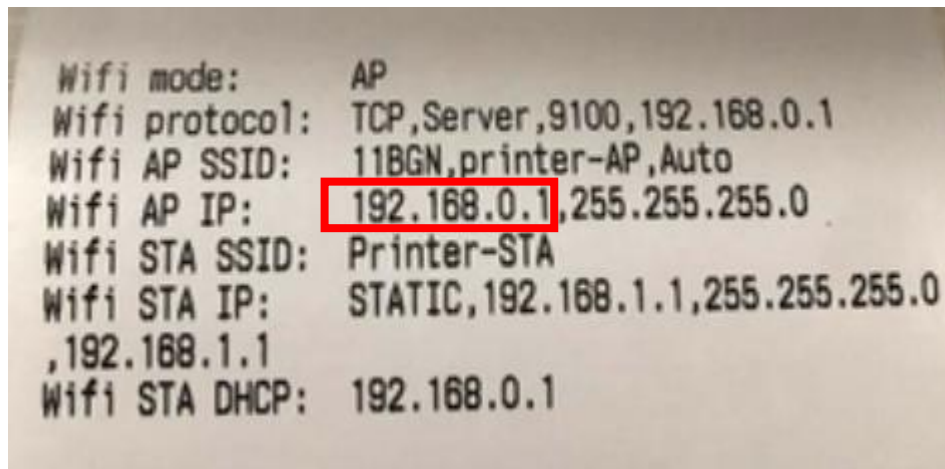 Wifi mode: AP
Wifi protocol: TCP,Server,9100,192.168.0.1
Wifi AP SSID: 11BGN,printer-AP,Auto
Wifi AP IP: 192.168.0.1,255.255.255.0
Wifi STA SSID: Printer-STA
Wifi STA IP: STATIC,192.168.1.1,255.255.255.0
,192.168.1.1
Wifi STA DHCP: 192.168.0.1